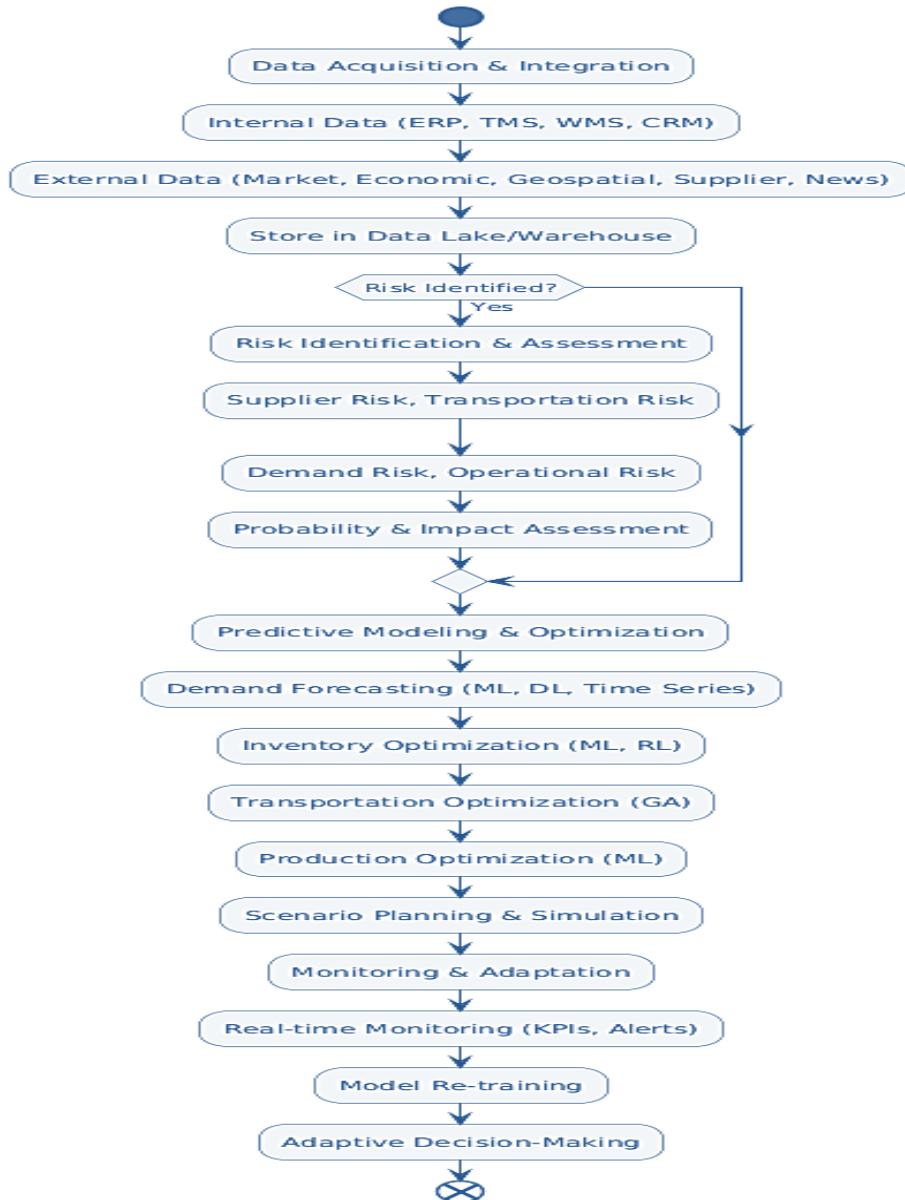 Data Acquisition & Integration
Internal Data (ERP, TMS, WMS, CRM)
External Data (Market, Economic, Geospatial, Supplier, News)
Store in Data Lake/Warehouse
Risk Identified?
Yes
Risk Identification & Assessment
Supplier Risk, Transportation Risk
Demand Risk, Operational Risk
Probability & Impact Assessment
Predictive Modeling & Optimization
Demand Forecasting (ML, DL, Time Series)
Inventory Optimization (ML, RL)
Transportation Optimization (GA)
Production Optimization (ML)
Scenario Planning & Simulation
Monitoring & Adaptation
Real-time Monitoring (KPIs, Alerts)
Model Re-training
Adaptive Decision-Making